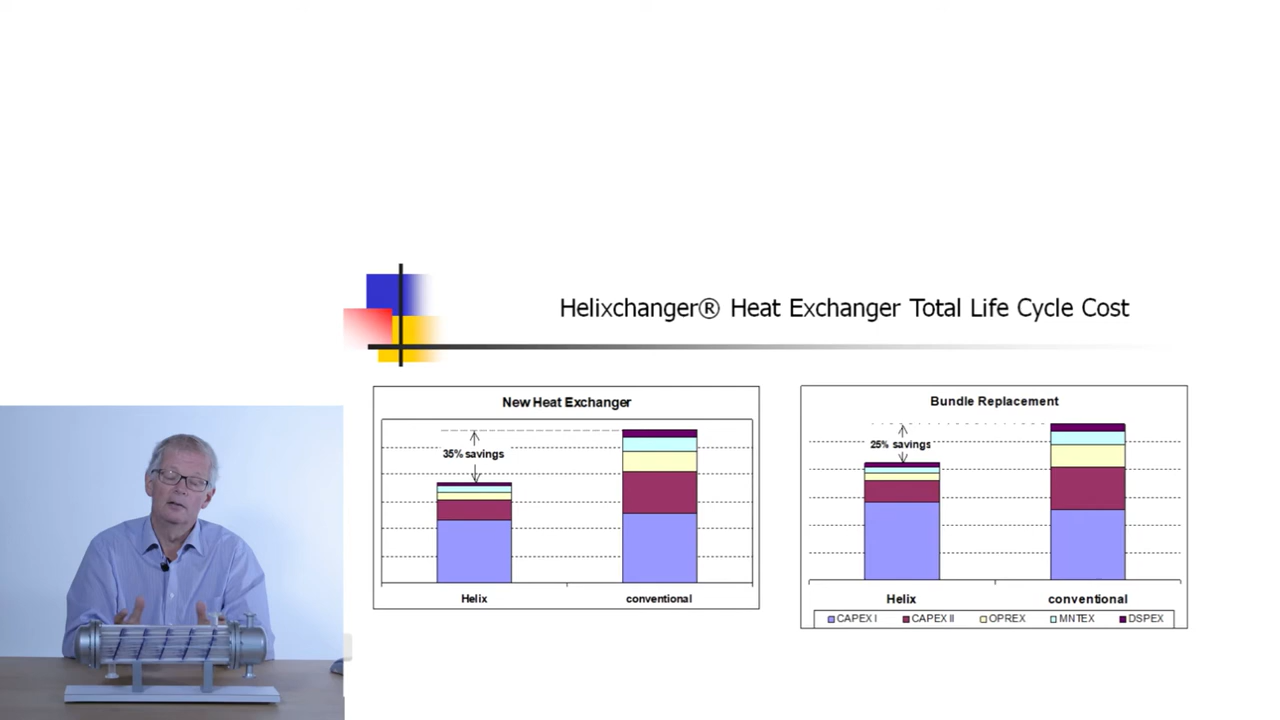 Helixchanger® Heat Exchanger Total Life Cycle Cost
New Heat Exchanger
35% savings
Helix
conventional
Bundle Replacement
25% savings
Helix
conventional
CAPEX I
CAPEX II
OPREX
MNTEX
DSPEX